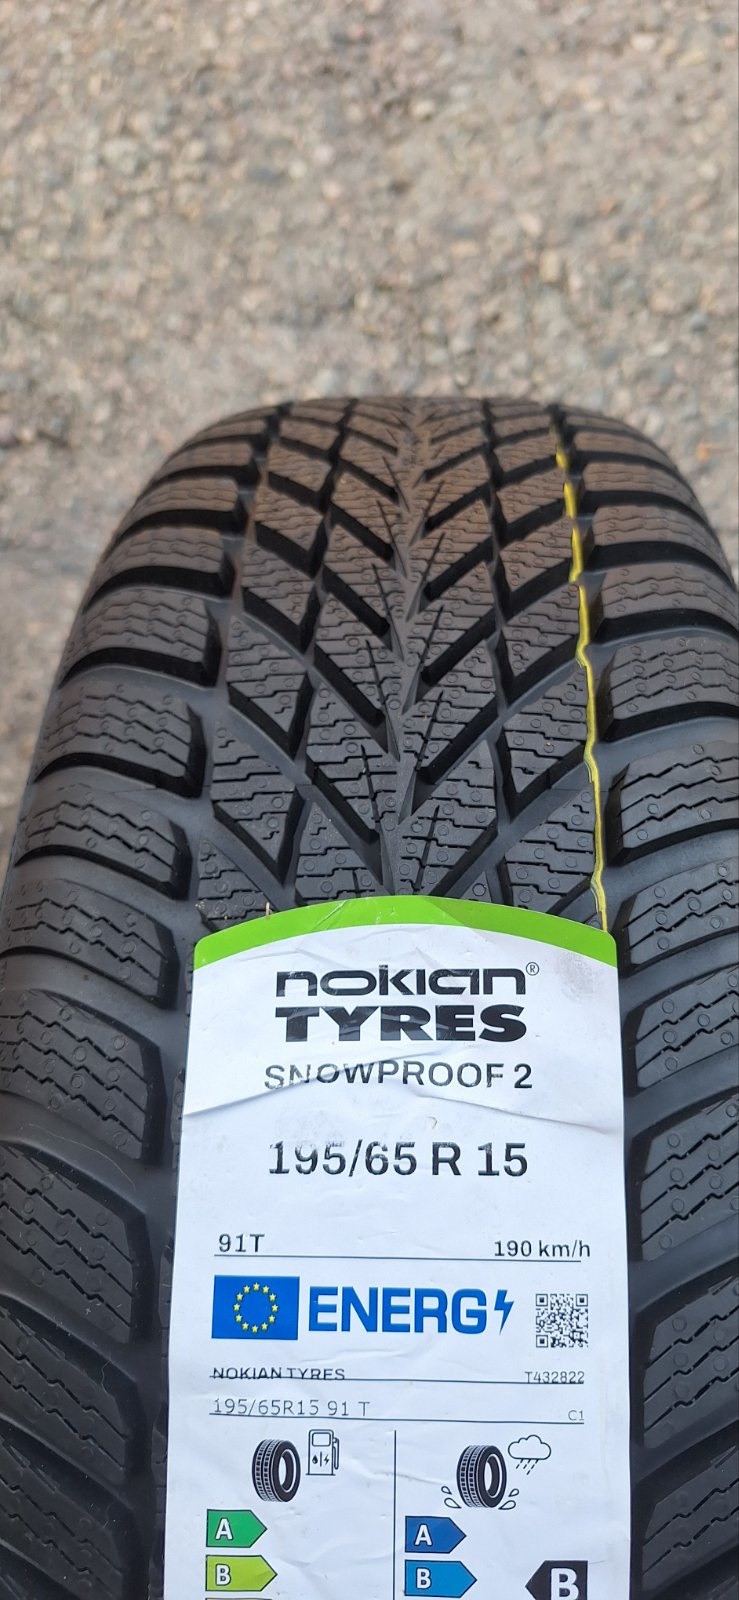 nokian®
TYRES
SNOWPROOF 2
195/65 R 15
91T 190 km/h
ENERG
NOKIAN TYRES T432822
195/65R15 91 T C1
A A
B B B